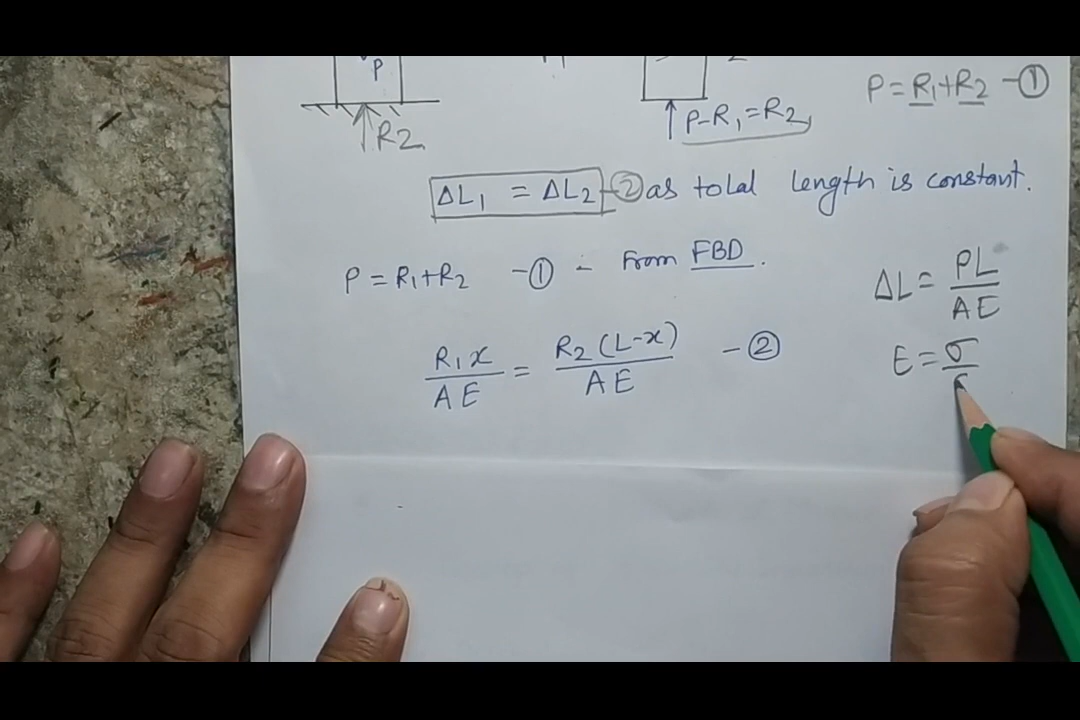 P
R2
P-R1=R2
P=R1+R2 -①
ΔL1 = ΔL2 -② as total length is constant.
P=R1+R2 -① - From FBD.
ΔL= PL/AE
R1x/AE = R2(L-x)/AE -②
E=σ/